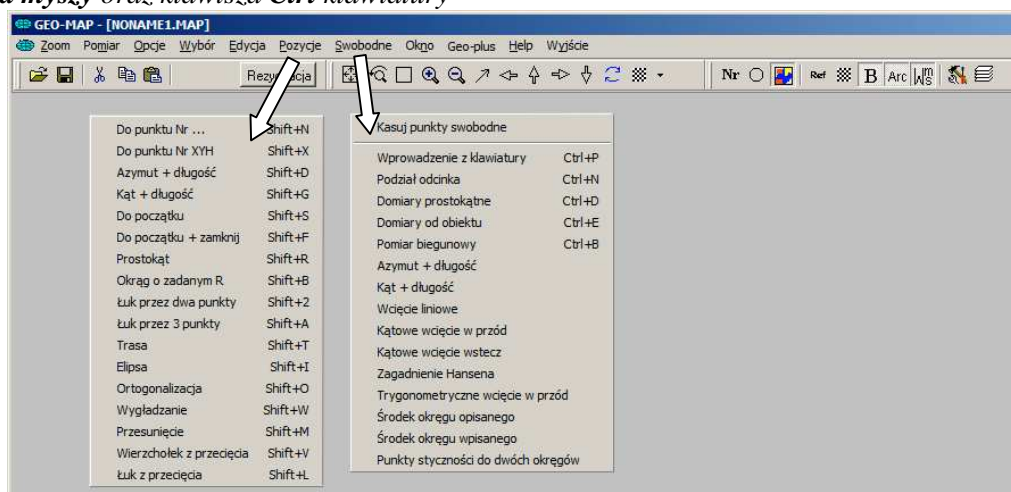 myszy oraz klawisza Ctrl klawiatury
GEO-MAP - [NONAME1.MAP]
Zoom Pomiar Opcje Wybór Edycja Pozycje Swobodne Okno Geo-plus Help Wyjście
Nr Ref B Arc
Do punktu Nr ... Shift+N
Do punktu Nr XYH Shift+X
Azymut + długość Shift+D
Kąt + długość Shift+G
Do początku Shift+S
Do początku + zamknij Shift+F
Prostokąt Shift+R
Okrąg o zadanym R Shift+B
Łuk przez dwa punkty Shift+2
Łuk przez 3 punkty Shift+A
Trasa Shift+T
Elipsa Shift+I
Ortogonalizacja Shift+O
Wygładzanie Shift+W
Przesunięcie Shift+M
Wierzchołek z przecięcia Shift+V
Łuk z przecięcia Shift+L
Kasuj punkty swobodne
Wprowadzenie z klawiatury Ctrl+P
Podział odcinka Ctrl+N
Domiary prostokątne Ctrl+D
Domiary od obiektu Ctrl+E
Pomiar biegunowy Ctrl+B
Azymut + długość
Kąt + długość
Wcięcie liniowe
Kątowe wcięcie w przód
Kątowe wcięcie wstecz
Zagadnienie Hansena
Trygonometryczne wcięcie w przód
Środek okręgu opisanego
Środek okręgu wpisanego
Punkty styczności do dwóch okręgów